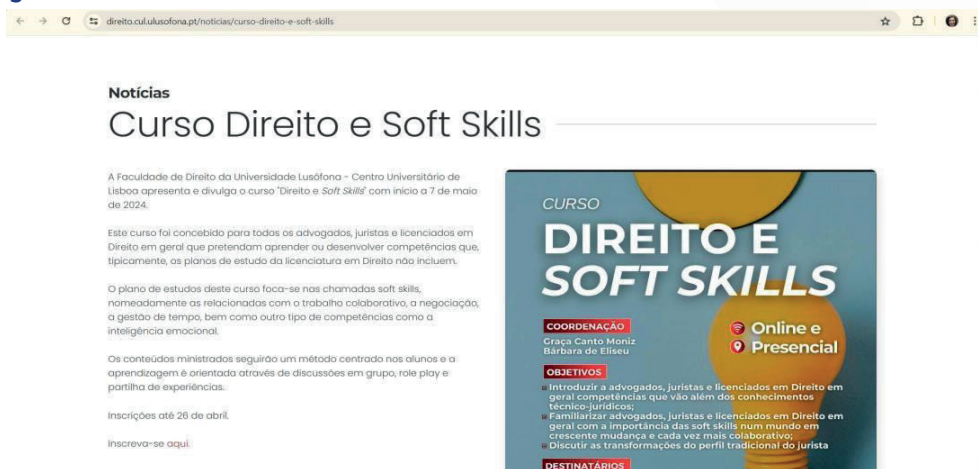 direito.cul.ulusofona.pt/noticias/curso-direito-e-soft-skills
Notícias
Curso Direito e Soft Skills
A Faculdade de Direito da Universidade Lusófona - Centro Universitário de
Lisboa apresenta e divulga o curso "Direito e Soft Skills" com início a 7 de maio
de 2024.
Este curso foi concebido para todos os advogados, juristas e licenciados em
Direito em geral que pretendam aprender ou desenvolver competências que,
tipicamente, os planos de estudo da licenciatura em Direito não incluem.
O plano de estudos deste curso foca-se nas chamadas soft skills,
nomeadamente as relacionadas com o trabalho colaborativo, a negociação,
a gestão de tempo, bem como outro tipo de competências como a
inteligência emocional.
Os conteúdos ministrados seguirão um método centrado nos alunos e a
aprendizagem é orientada através de discussões em grupo, role play e
partilha de experiências.
Inscrições até 26 de abril.
Inscreva-se aqui.
CURSO
DIREITO E
SOFT SKILLS
COORDENAÇÃO
Graça Canto Moniz
Bárbara de Eliseu
Online e
Presencial
OBJETIVOS
Introduzir a advogados, juristas e licenciados em Direito em
geral competências que vão além dos conhecimentos
técnico-jurídicos;
Familiarizar advogados, juristas e licenciados em Direito em
geral com a importância das soft skills num mundo em
crescente mudança e cada vez mais colaborativo;
Discutir as transformações do perfil tradicional do jurista
DESTINATÁRIOS